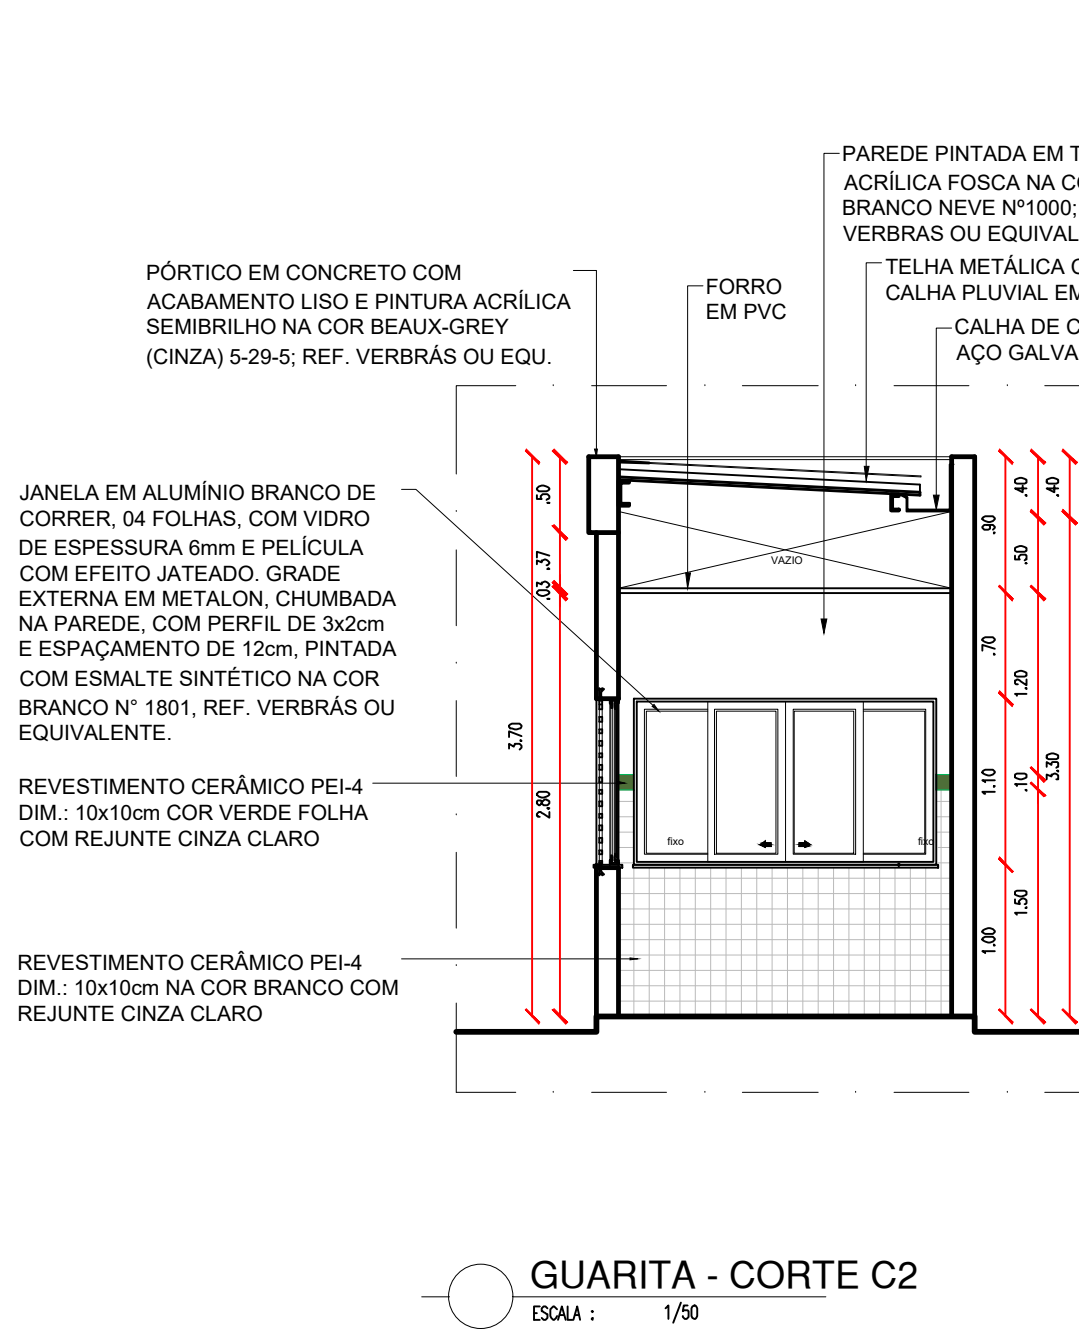 PAREDE PINTADA EM
ACRÍLICA FOSCA NA
BRANCO NEVE Nº1000;
VERBRAS OU
TELHA METÁLICA
CALHA PLUVIAL
CALHA DE
AÇO
PÓRTICO EM CONCRETO COM
ACABAMENTO LISO E PINTURA ACRÍLICA
SEMIBRILHO NA COR BEAUX-GREY
(CINZA) 5-29-5; REF. VERBRÁS OU EQU.
FORRO
EM PVC
JANELA EM ALUMÍNIO BRANCO DE
CORRER, 04 FOLHAS, COM VIDRO
DE ESPESSURA 6mm E PELÍCULA
COM EFEITO JATEADO. GRADE
EXTERNA EM METALON, CHUMBADA
NA PAREDE, COM PERFIL DE 3x2cm
E ESPAÇAMENTO DE 12cm, PINTADA
COM ESMALTE SINTÉTICO NA COR
BRANCO N° 1801, REF. VERBRÁS OU
EQUIVALENTE.
REVESTIMENTO CERÂMICO PEI-4
DIM.: 10x10cm COR VERDE FOLHA
COM REJUNTE CINZA CLARO
REVESTIMENTO CERÂMICO PEI-4
DIM.: 10x10cm NA COR BRANCO COM
REJUNTE CINZA CLARO
3.70
.50
.37
.03
2.80
VAZIO
fixo
fixo
.90
.70
1.10
1.00
.40
.50
1.20
.10
1.50
.40
3.30
GUARITA - CORTE C2
ESCALA : 1/50